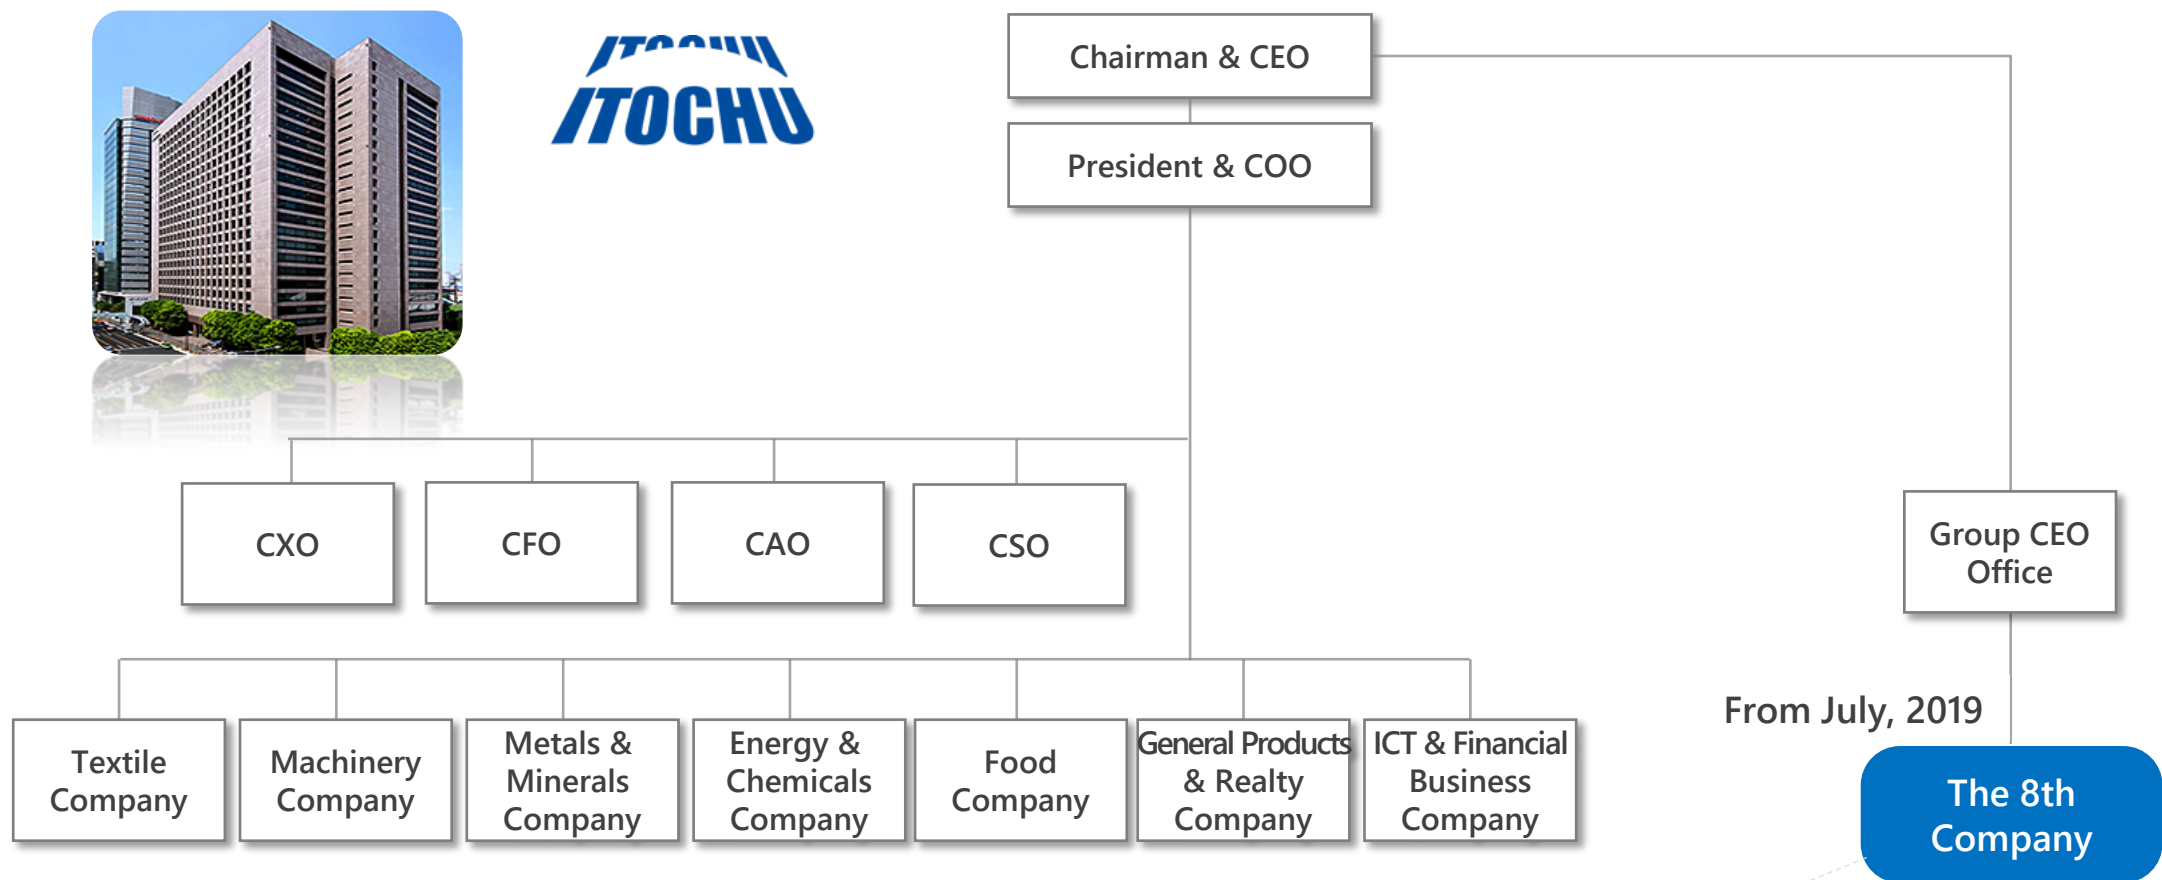 ITOCHU
ITOCHU
Chairman & CEO
President & COO
CXO
CFO
CAO
CSO
Group CEO
Office
From July, 2019
Textile
Company
Machinery
Company
Metals &
Minerals
Company
Energy &
Chemicals
Company
Food
Company
General Products
& Realty
Company
ICT & Financial
Business
Company
The 8th
Company